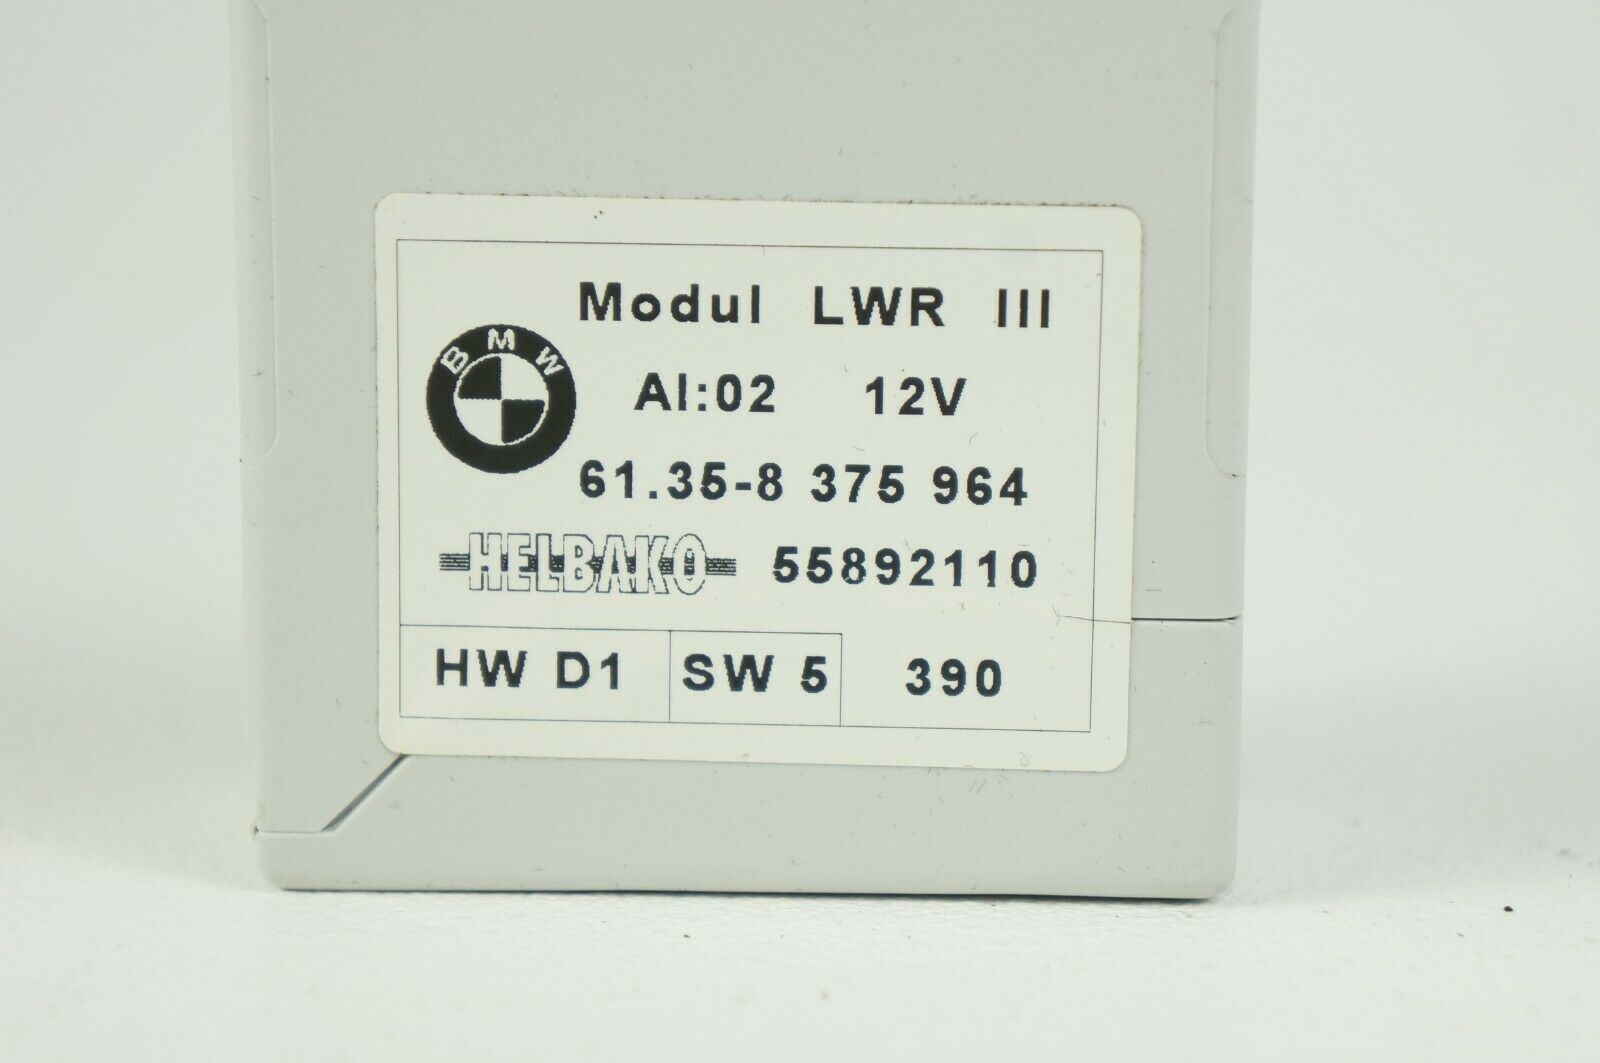 Modul LWR III
BMW
AI:02 12V
61.35-8 375 964
HELBAKO 55892110
HW D1 SW 5 390